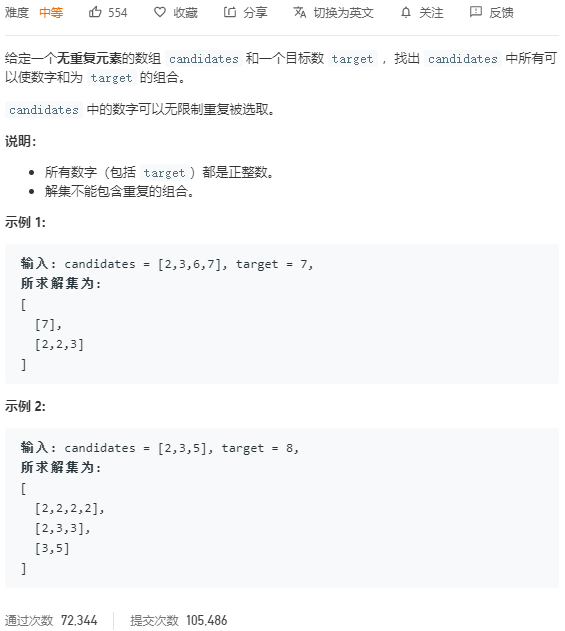 难度 中等 554 收藏 分享 切换为英文 关注 反馈
给定一个无重复元素的数组 candidates 和一个目标数 target ，找出 candidates 中所有可
以使数字和为 target 的组合。
candidates 中的数字可以无限制重复被选取。
说明：
所有数字（包括 target）都是正整数。
解集不能包含重复的组合。
示例 1:
输入: candidates = [2,3,6,7], target = 7,
所求解集为:
[
[7],
[2,2,3]
]
示例 2:
输入: candidates = [2,3,5], target = 8,
所求解集为:
[
[2,2,2,2],
[2,3,3],
[3,5]
]
通过次数 72,344 提交次数 105,486